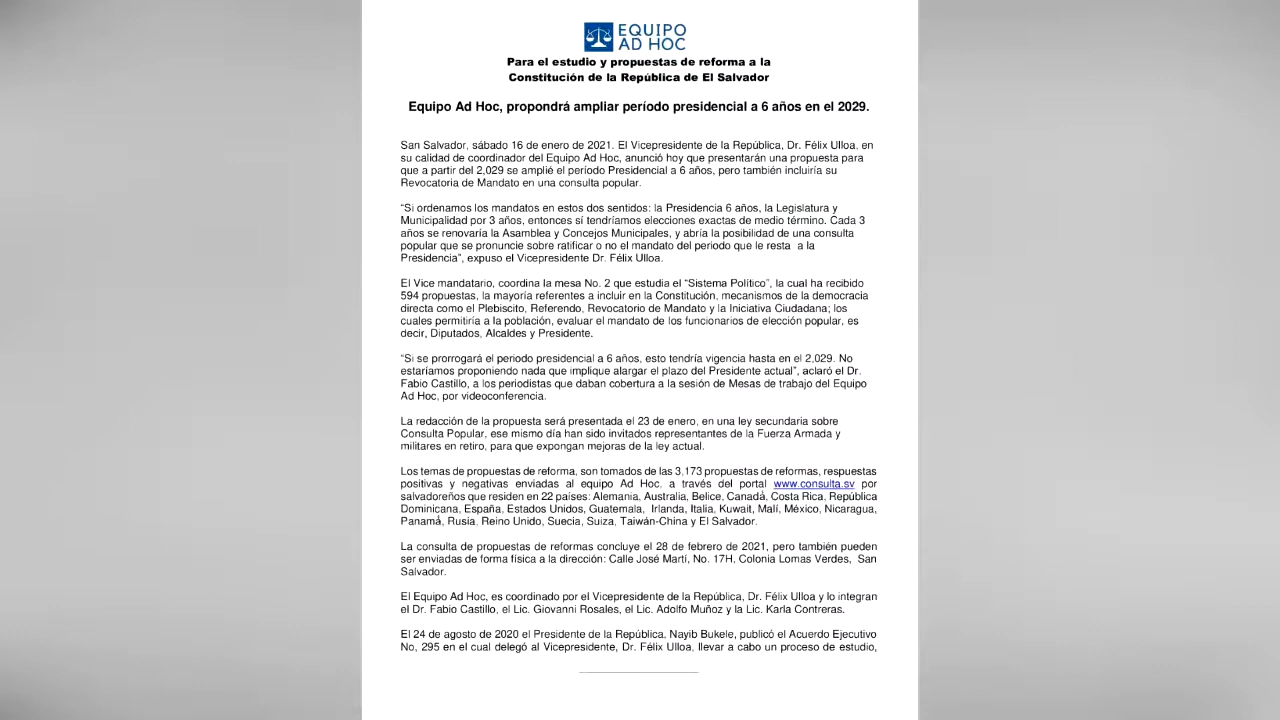 EQUIPO
AD HOC
Para el estudio y propuestas de reforma a la
Constitución de la República de El Salvador
Equipo Ad Hoc, propondrá ampliar período presidencial a 6 años en el 2029.
San Salvador, sábado 16 de enero de 2021. El Vicepresidente de la República, Dr. Félix Ulloa, en
su calidad de coordinador del Equipo Ad Hoc, anunció hoy que presentarán una propuesta para
que a partir del 2,029 se amplié el período Presidencial a 6 años, pero también incluiría su
Revocatoria de Mandato en una consulta popular.
“Si ordenamos los mandatos en estos dos sentidos: la Presidencia 6 años, la Legislatura y
Municipalidad por 3 años, entonces sí tendríamos elecciones exactas de medio término. Cada 3
años se renovaría la Asamblea y Concejos Municipales, y abría la posibilidad de una consulta
popular que se pronuncie sobre ratificar o no el mandato del periodo que le resta a la
Presidencia”, expuso el Vicepresidente Dr. Félix Ulloa.
El Vice mandatario, coordina la mesa No. 2 que estudia el “Sistema Político”, la cual ha recibido
594 propuestas, la mayoría referentes a incluir en la Constitución, mecanismos de la democracia
directa como el Plebiscito, Referendo, Revocatorio de Mandato y la Iniciativa Ciudadana; los
cuales permitiría a la población, evaluar el mandato de los funcionarios de elección popular, es
decir, Diputados, Alcaldes y Presidente.
“Si se prorrogará el periodo presidencial a 6 años, esto tendría vigencia hasta en el 2,029. No
estaríamos proponiendo nada que implique alargar el plazo del Presidente actual”, aclaró el Dr.
Fabio Castillo, a los periodistas que daban cobertura a la sesión de Mesas de trabajo del Equipo
Ad Hoc, por videoconferencia.
La redacción de la propuesta será presentada el 23 de enero, en una ley secundaria sobre
Consulta Popular, ese mismo día han sido invitados representantes de la Fuerza Armada y
militares en retiro, para que expongan mejoras de la ley actual.
Los temas de propuestas de reforma, son tomados de las 3,173 propuestas de reformas, respuestas
positivas y negativas enviadas al equipo Ad Hoc. a través del portal www.consulta.sv por
salvadoreños que residen en 22 países: Alemania, Australia, Belice, Canadá, Costa Rica, República
Dominicana, España, Estados Unidos, Guatemala, Irlanda, Italia, Kuwait, Malí, México, Nicaragua,
Panamá, Rusia, Reino Unido, Suecia, Suiza, Taiwán-China y El Salvador.
La consulta de propuestas de reformas concluye el 28 de febrero de 2021, pero también pueden
ser enviadas de forma física a la dirección: Calle José Martí, No. 17H, Colonia Lomas Verdes, San
Salvador.
El Equipo Ad Hoc, es coordinado por el Vicepresidente de la República, Dr. Félix Ulloa y lo integran
el Dr. Fabio Castillo, el Lic. Giovanni Rosales, el Lic. Adolfo Muñoz y la Lic. Karla Contreras.
El 24 de agosto de 2020 el Presidente de la República, Nayib Bukele, publicó el Acuerdo Ejecutivo
No, 295 en el cual delegó al Vicepresidente, Dr. Félix Ulloa, llevar a cabo un proceso de estudio,